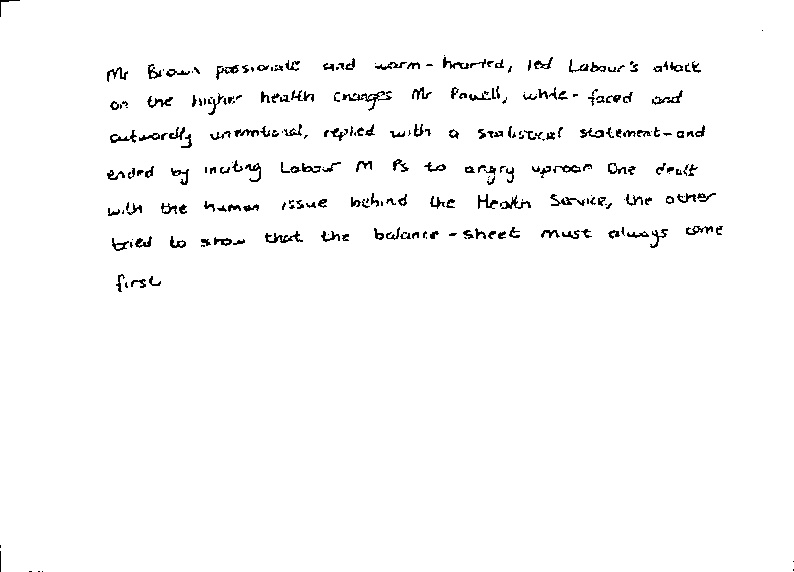 Mr Brown passionate and warm-hearted, led Labour's attack
on the higher health changes Mr Powell, white-faced and
outwardly unemotional, replied with a statistical statement-and
ended by inciting Labour M Ps to angry uproar One dealt
with the human issue behind the Health Service, the other
tried to show that the balance-sheet must always come
first